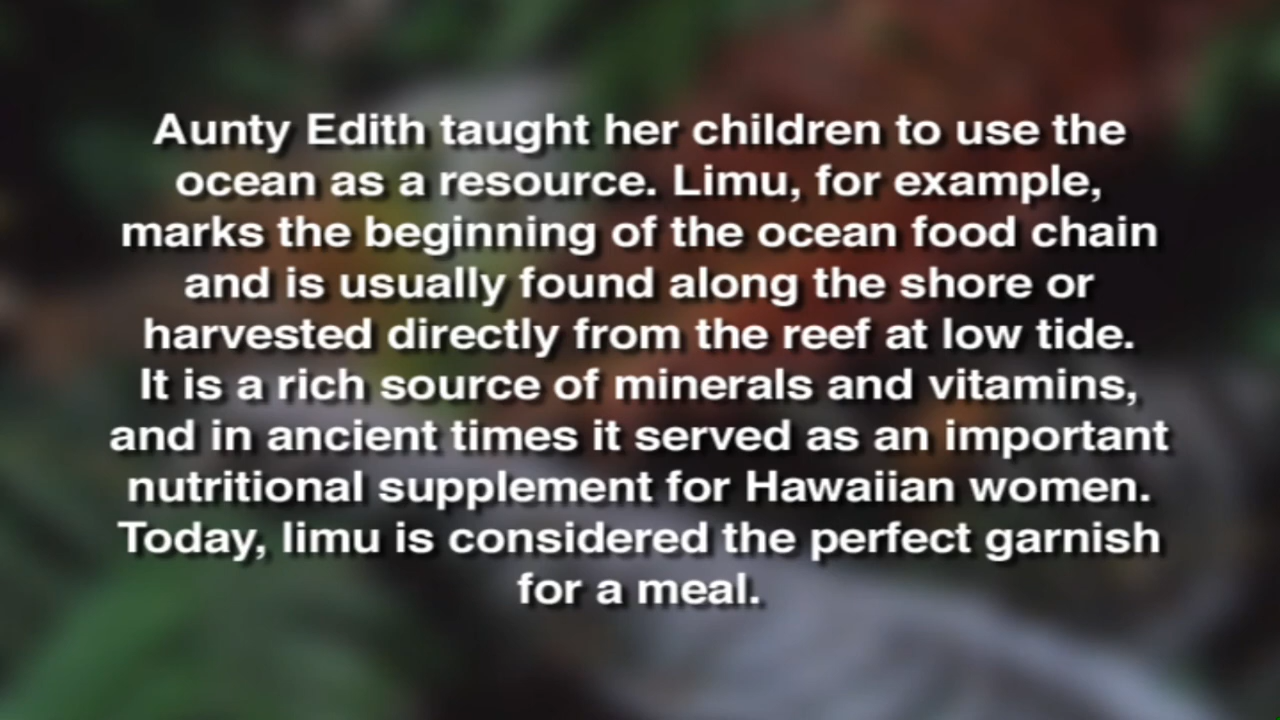 Aunty Edith taught her children to use the
ocean as a resource. Limu, for example,
marks the beginning of the ocean food chain
and is usually found along the shore or
harvested directly from the reef at low tide.
It is a rich source of minerals and vitamins,
and in ancient times it served as an important
nutritional supplement for Hawaiian women.
Today, limu is considered the perfect garnish
for a meal.